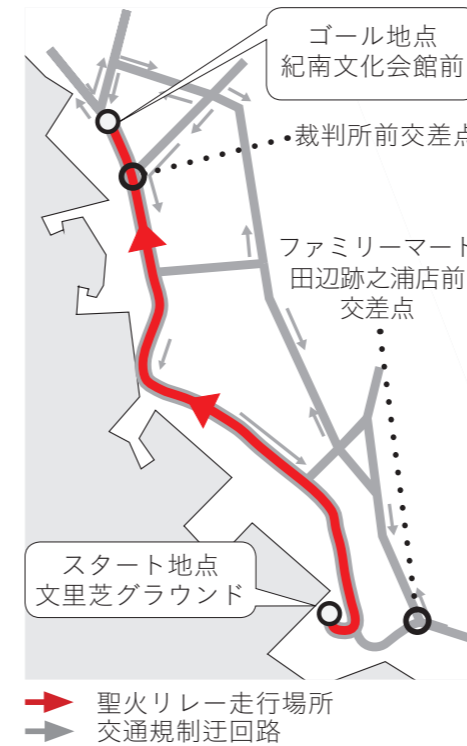 ゴール地点
紀南文化会館前
裁判所前交差点
ファミリーマート
田辺跡之浦店前
交差点
スタート地点
文里芝グラウンド
聖火リレー走行場所
交通規制迂回路